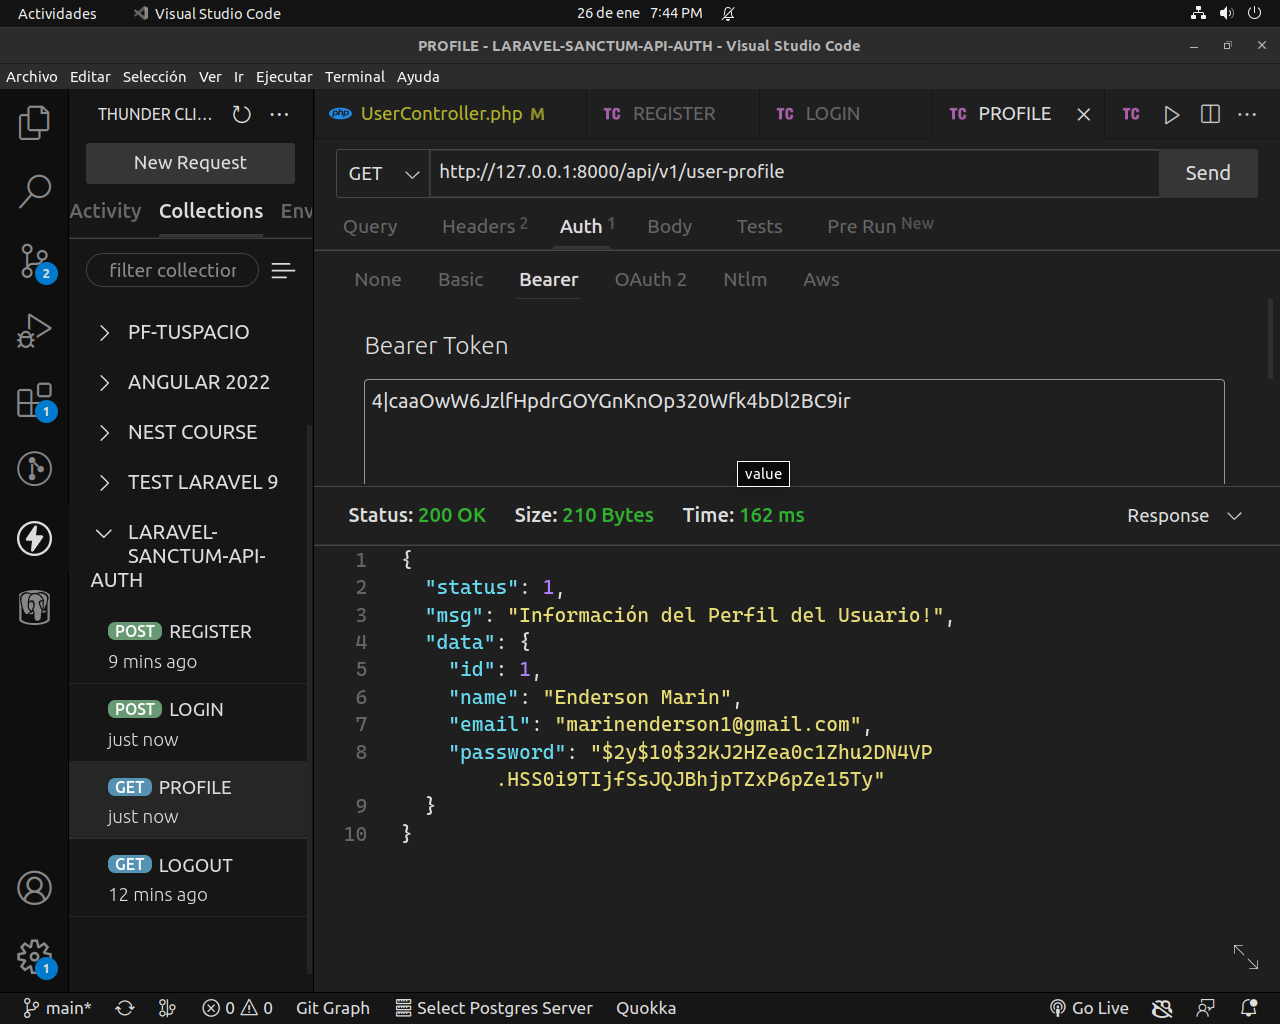 Actividades Visual Studio Code 26 de ene 7:44 PM
PROFILE - LARAVEL-SANCTUM-API-AUTH - Visual Studio Code
Archivo Editar Selección Ver Ir Ejecutar Terminal Ayuda
THUNDER CLI...
New Request
Activity Collections Env
filter collection
PF-TUSPACIO
ANGULAR 2022
NEST COURSE
TEST LARAVEL 9
LARAVEL-
SANCTUM-API-
AUTH
POST REGISTER
9 mins ago
POST LOGIN
just now
GET PROFILE
just now
GET LOGOUT
12 mins ago
2
1
1
php UserController.php M TC REGISTER TC LOGIN TC PROFILE TC
GET http://127.0.0.1:8000/api/v1/user-profile Send
Query Headers 2 Auth 1 Body Tests Pre Run New
None Basic Bearer OAuth 2 Ntlm Aws
Bearer Token
4|caaOwW6JzlfHpdrGOYGnKnOp320Wfk4bDl2BC9ir
value
Status: 200 OK Size: 210 Bytes Time: 162 ms Response
1 {
2 "status": 1,
3 "msg": "Información del Perfil del Usuario!",
4 "data": {
5 "id": 1,
6 "name": "Enderson Marin",
7 "email": "marinenderson1@gmail.com",
8 "password": "$2y$10$32KJ2HZea0c1Zhu2DN4VP
.HSS0i9TIjfSsJQJBhjpTZxP6pZe15Ty"
9 }
10 }
main* 0 0 Git Graph Select Postgres Server Quokka Go Live